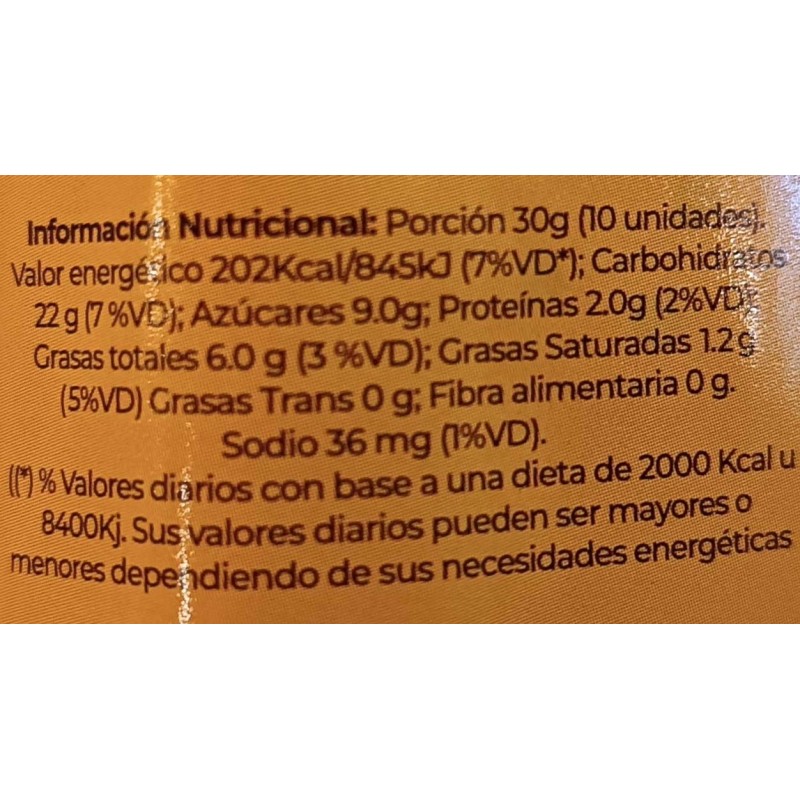 Información Nutricional: Porción 30g (10 unidades).
Valor energético 202Kcal/845kJ (7%VD*); Carbohidratos
22 g (7 %VD); Azúcares 9.0g; Proteínas 2.0g (2%VD);
Grasas totales 6.0 g (3 %VD); Grasas Saturadas 1.2g
(5%VD) Grasas Trans 0 g; Fibra alimentaria 0 g.
Sodio 36 mg (1%VD).
((*) % Valores diarios con base a una dieta de 2000 Kcal u
8400Kj. Sus valores diarios pueden ser mayores o
menores dependiendo de sus necesidades energéticas